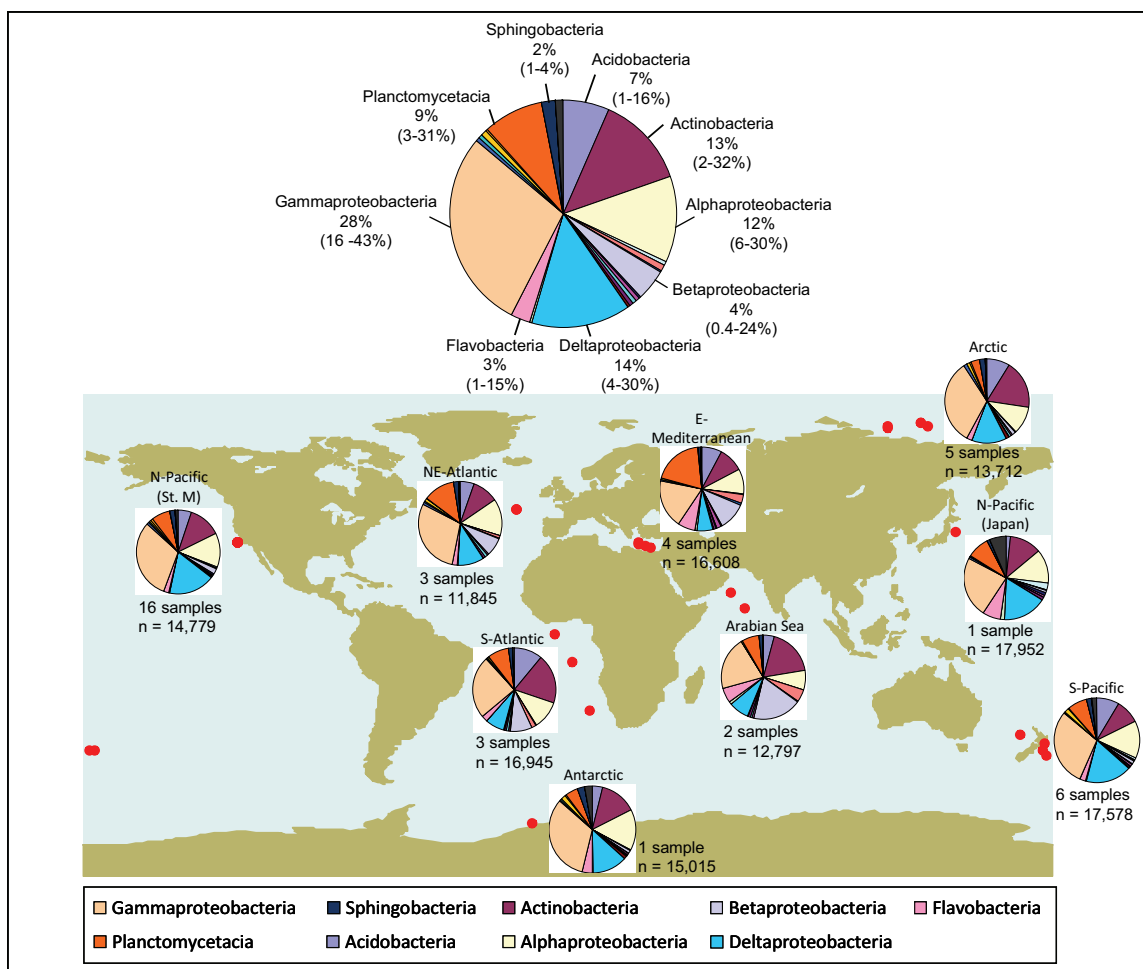 Sphingobacteria
2%
(1-4%)
Acidobacteria
7%
(1-16%)
Planctomycetacia
9%
(3-31%)
Actinobacteria
13%
(2-32%)
Gammaproteobacteria
28%
(16 -43%)
Alphaproteobacteria
12%
(6-30%)
Betaproteobacteria
4%
(0.4-24%)
Flavobacteria
3%
(1-15%)
Deltaproteobacteria
14%
(4-30%)
Arctic
5 samples
n = 13,712
E-
Mediterranean
4 samples
n = 16,608
NE-Atlantic
3 samples
n = 11,845
N-Pacific
(St. M)
16 samples
n = 14,779
N-Pacific
(Japan)
1 sample
n = 17,952
S-Atlantic
3 samples
n = 16,945
Arabian Sea
2 samples
n = 12,797
S-Pacific
6 samples
n = 17,578
Antarctic
1 sample
n = 15,015
Gammaproteobacteria Sphingobacteria Actinobacteria Betaproteobacteria Flavobacteria
Planctomycetacia Acidobacteria Alphaproteobacteria Deltaproteobacteria